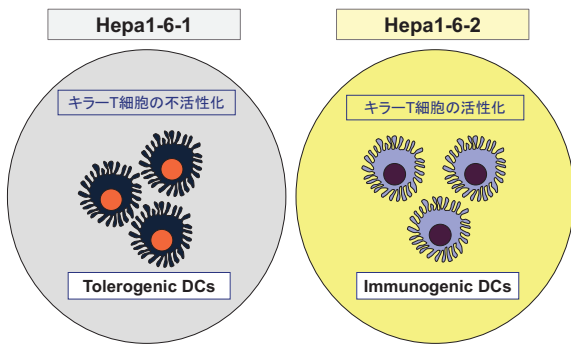 Hepa1-6-1
Hepa1-6-2
キラーT細胞の不活性化
キラーT細胞の活性化
Tolerogenic DCs
Immunogenic DCs